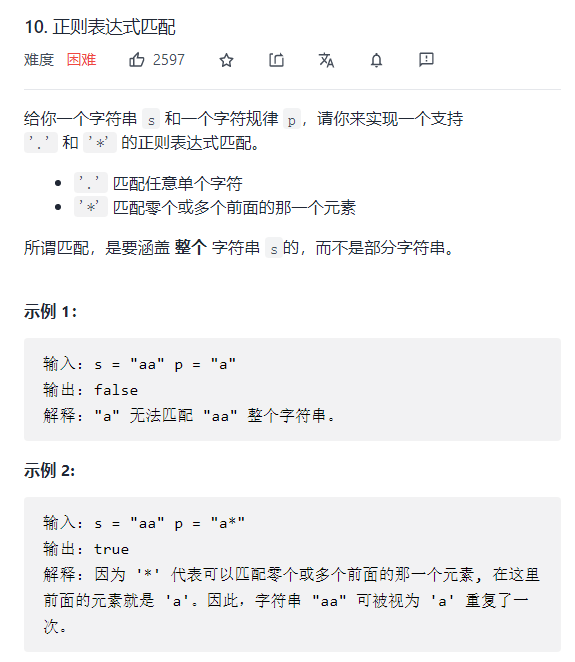 10. 正则表达式匹配
难度 困难 2597
给你一个字符串 s 和一个字符规律 p，请你来实现一个支持
'.' 和 '*' 的正则表达式匹配。
'.' 匹配任意单个字符
'*' 匹配零个或多个前面的那一个元素
所谓匹配，是要涵盖 整个 字符串 s的，而不是部分字符串。
示例 1：
输入：s = "aa" p = "a"
输出：false
解释："a" 无法匹配 "aa" 整个字符串。
示例 2:
输入：s = "aa" p = "a*"
输出：true
解释：因为 '*' 代表可以匹配零个或多个前面的那一个元素, 在这里
前面的元素就是 'a'。因此，字符串 "aa" 可被视为 'a' 重复了一
次。